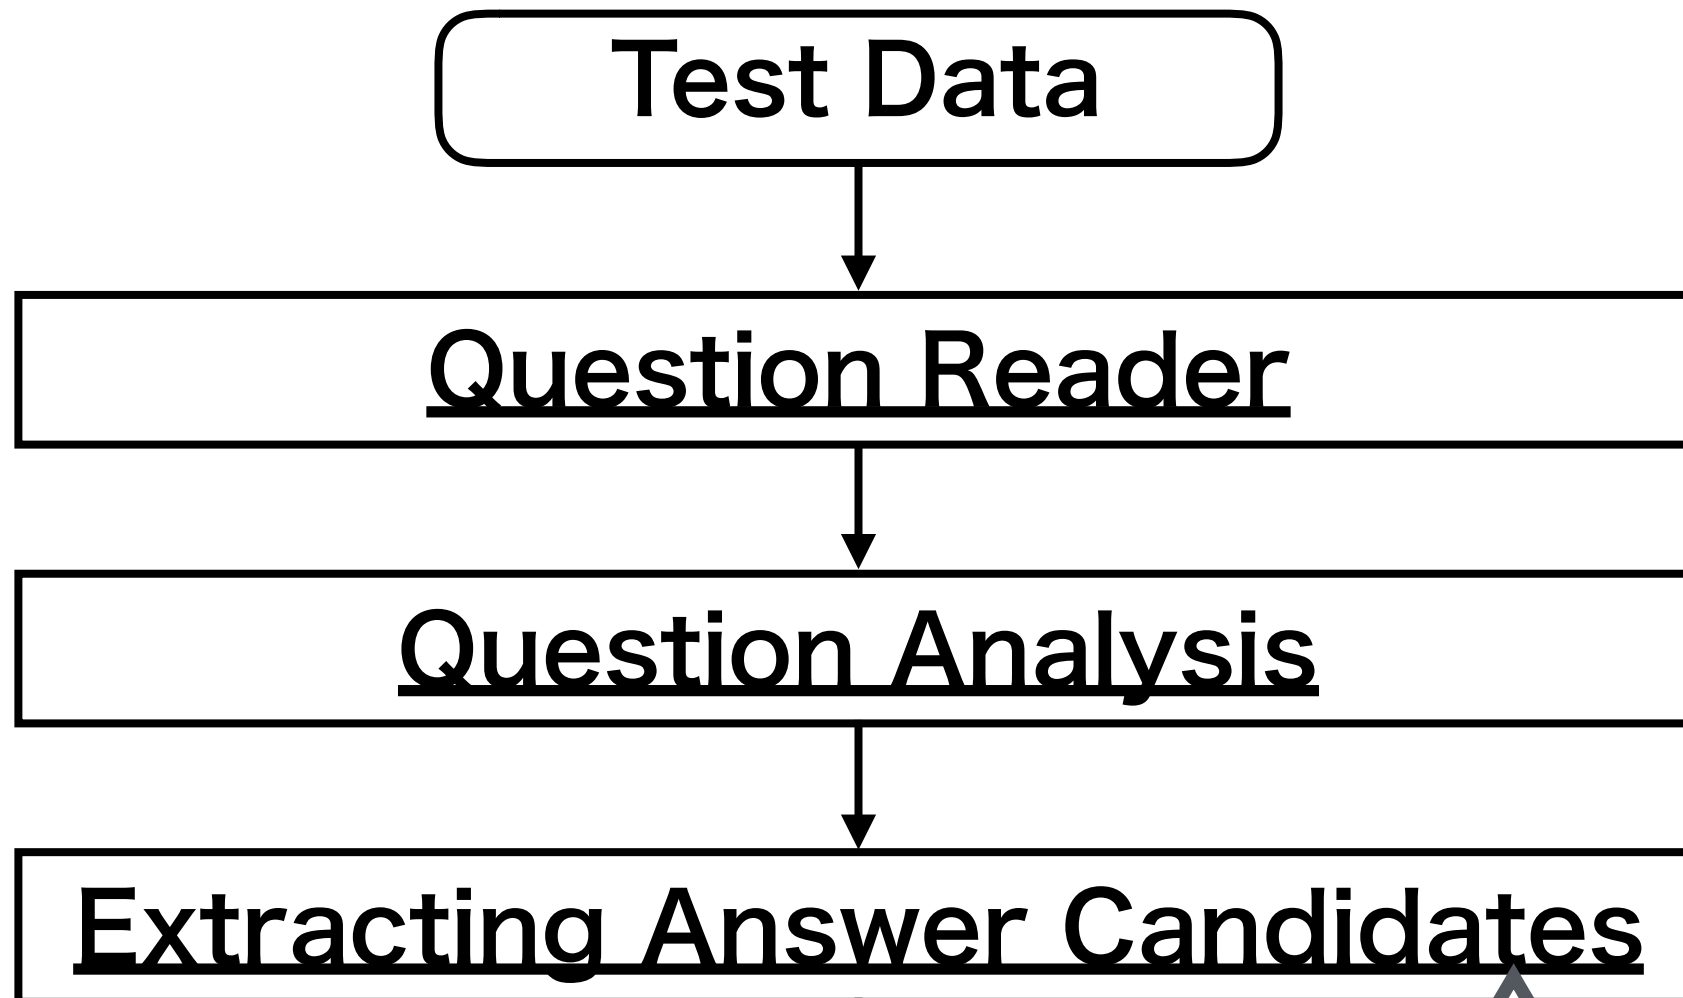 Test Data
Question Reader
Question Analysis
Extracting Answer Candidates